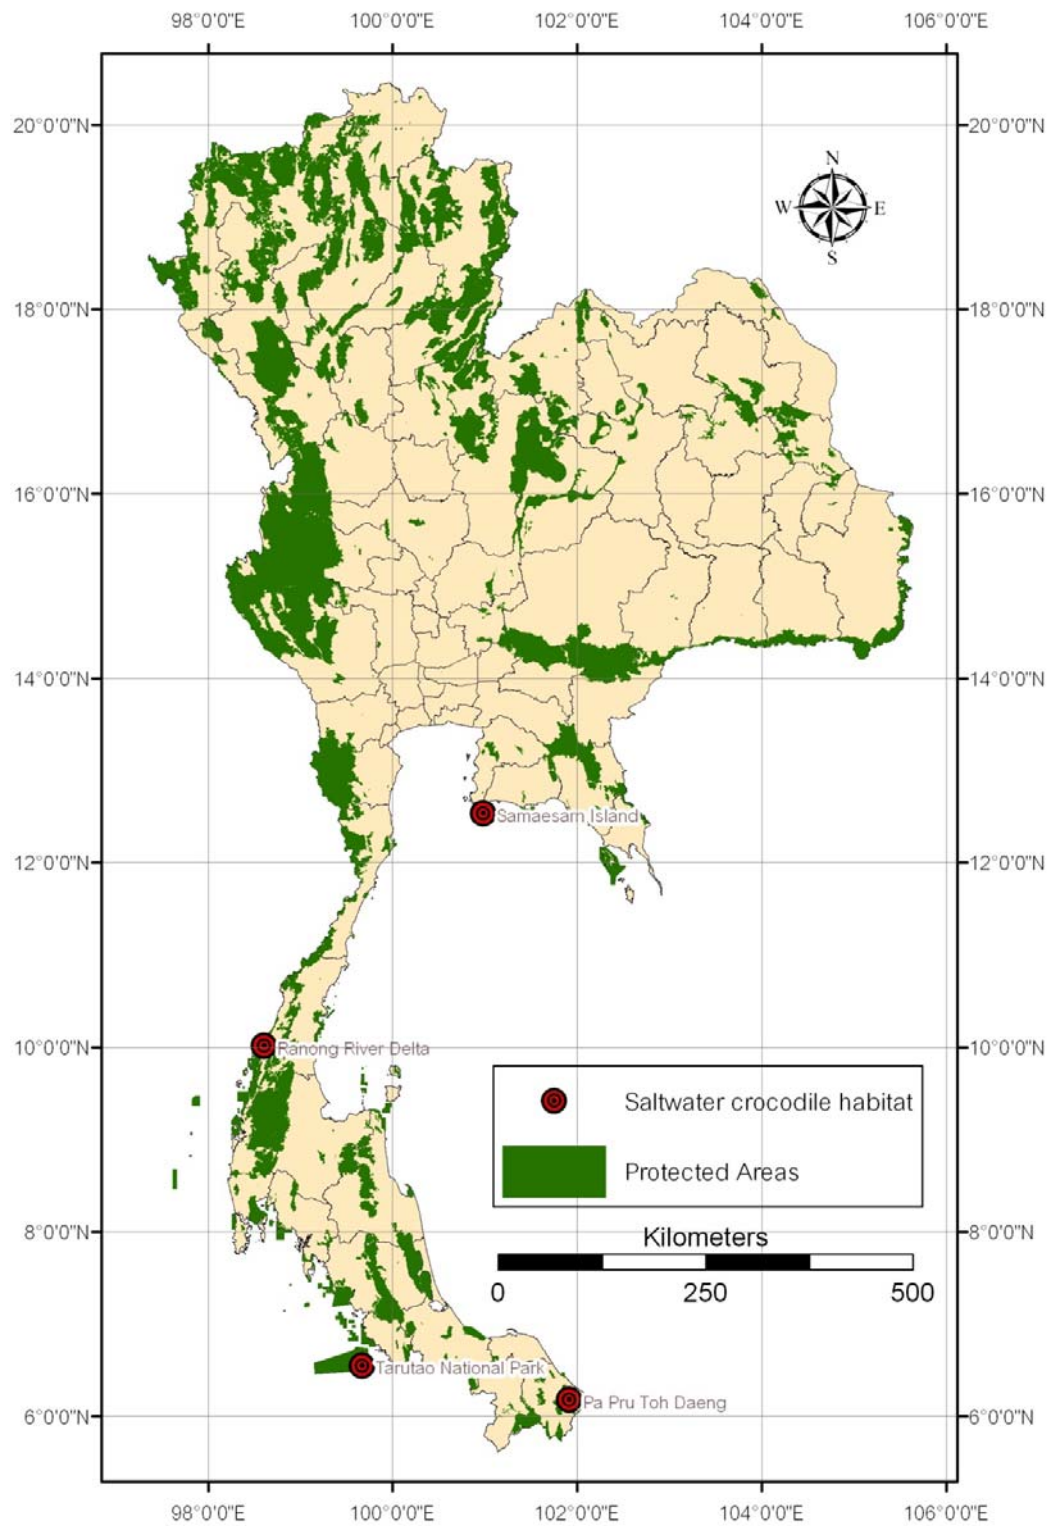 98°0'0"E 100°0'0"E 102°0'0"E 104°0'0"E 106°0'0"E
20°0'0"N 20°0'0"N
N
W E
S
18°0'0"N 18°0'0"N
16°0'0"N 16°0'0"N
14°0'0"N 14°0'0"N
Samaesarn Island
12°0'0"N 12°0'0"N
10°0'0"N Ranong River Delta 10°0'0"N
Saltwater crocodile habitat
Protected Areas
8°0'0"N 8°0'0"N
Kilometers
0 250 500
Tarutao National Park
Pa Pru Toh Daeng
6°0'0"N 6°0'0"N
98°0'0"E 100°0'0"E 102°0'0"E 104°0'0"E 106°0'0"E